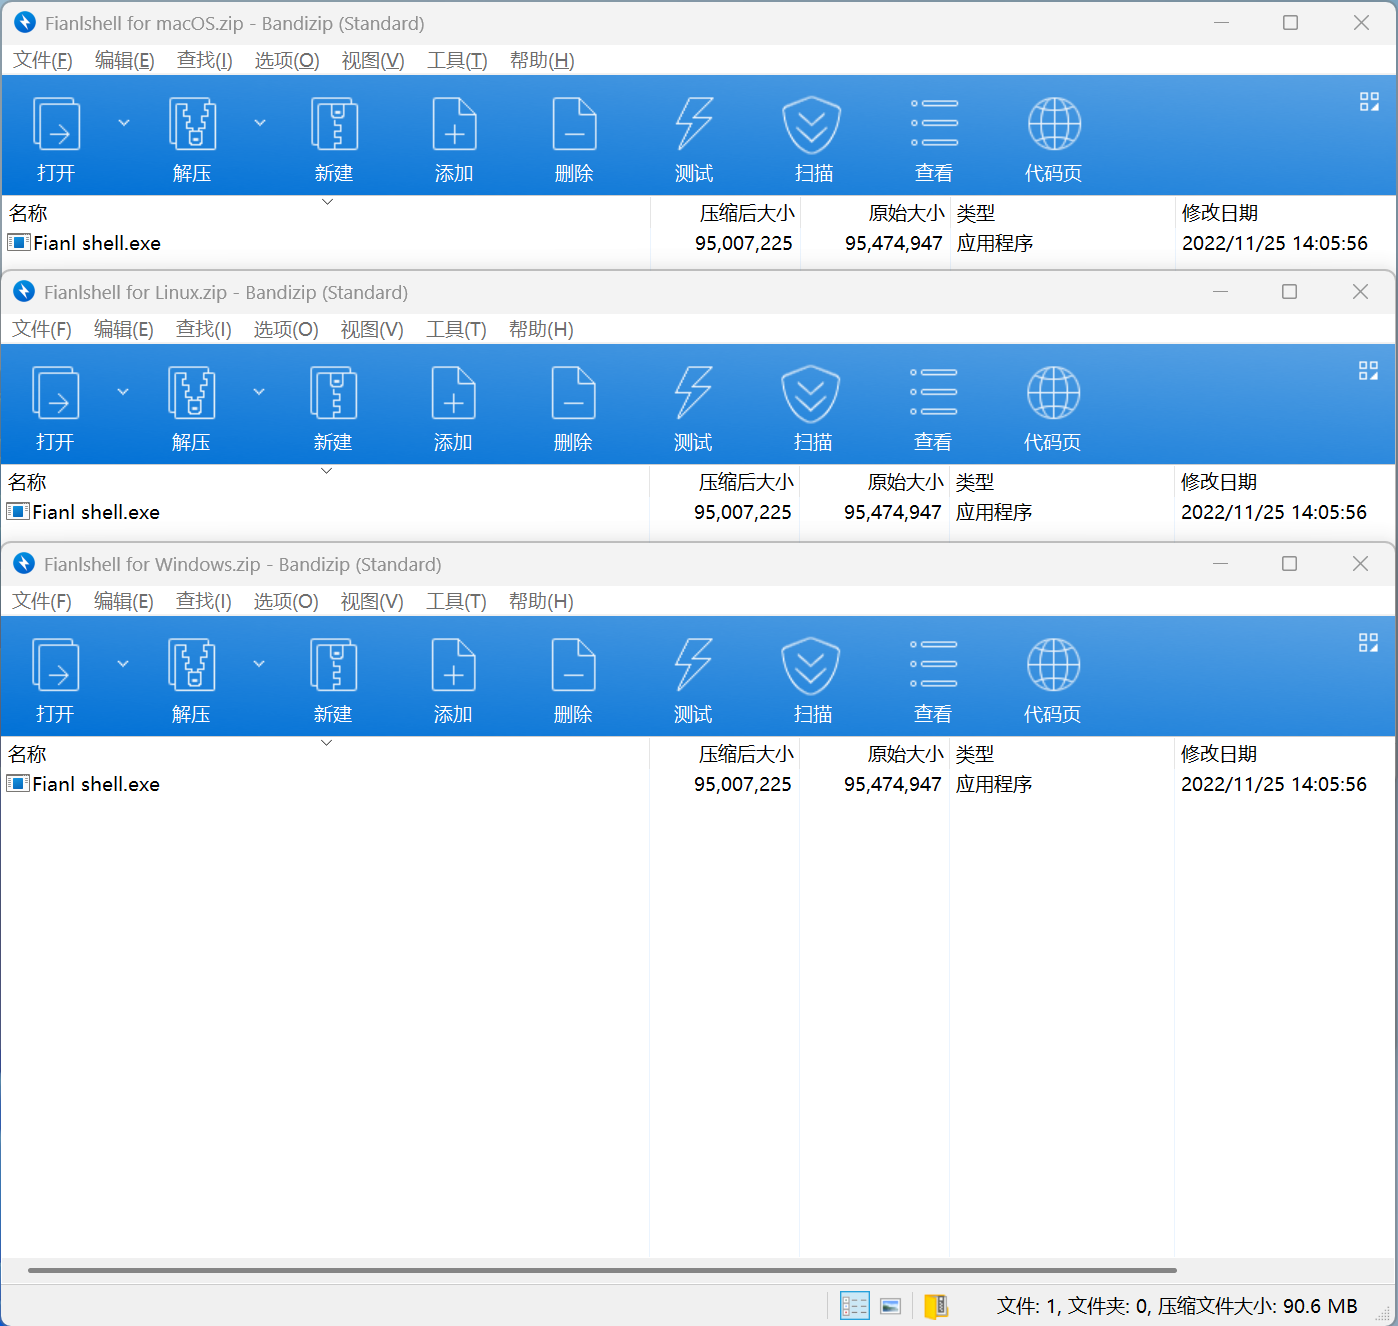 Fianlshell for macOS.zip - Bandizip (Standard)
文件(F) 编辑(E) 查找(I) 选项(O) 视图(V) 工具(T) 帮助(H)
打开 解压 新建 添加 删除 测试 扫描 查看 代码页
名称 压缩后大小 原始大小 类型 修改日期
Fianl shell.exe 95,007,225 95,474,947 应用程序 2022/11/25 14:05:56
Fianlshell for Linux.zip - Bandizip (Standard)
文件(F) 编辑(E) 查找(I) 选项(O) 视图(V) 工具(T) 帮助(H)
打开 解压 新建 添加 删除 测试 扫描 查看 代码页
名称 压缩后大小 原始大小 类型 修改日期
Fianl shell.exe 95,007,225 95,474,947 应用程序 2022/11/25 14:05:56
Fianlshell for Windows.zip - Bandizip (Standard)
文件(F) 编辑(E) 查找(I) 选项(O) 视图(V) 工具(T) 帮助(H)
打开 解压 新建 添加 删除 测试 扫描 查看 代码页
名称 压缩后大小 原始大小 类型 修改日期
Fianl shell.exe 95,007,225 95,474,947 应用程序 2022/11/25 14:05:56
文件: 1, 文件夹: 0, 压缩文件大小: 90.6 MB